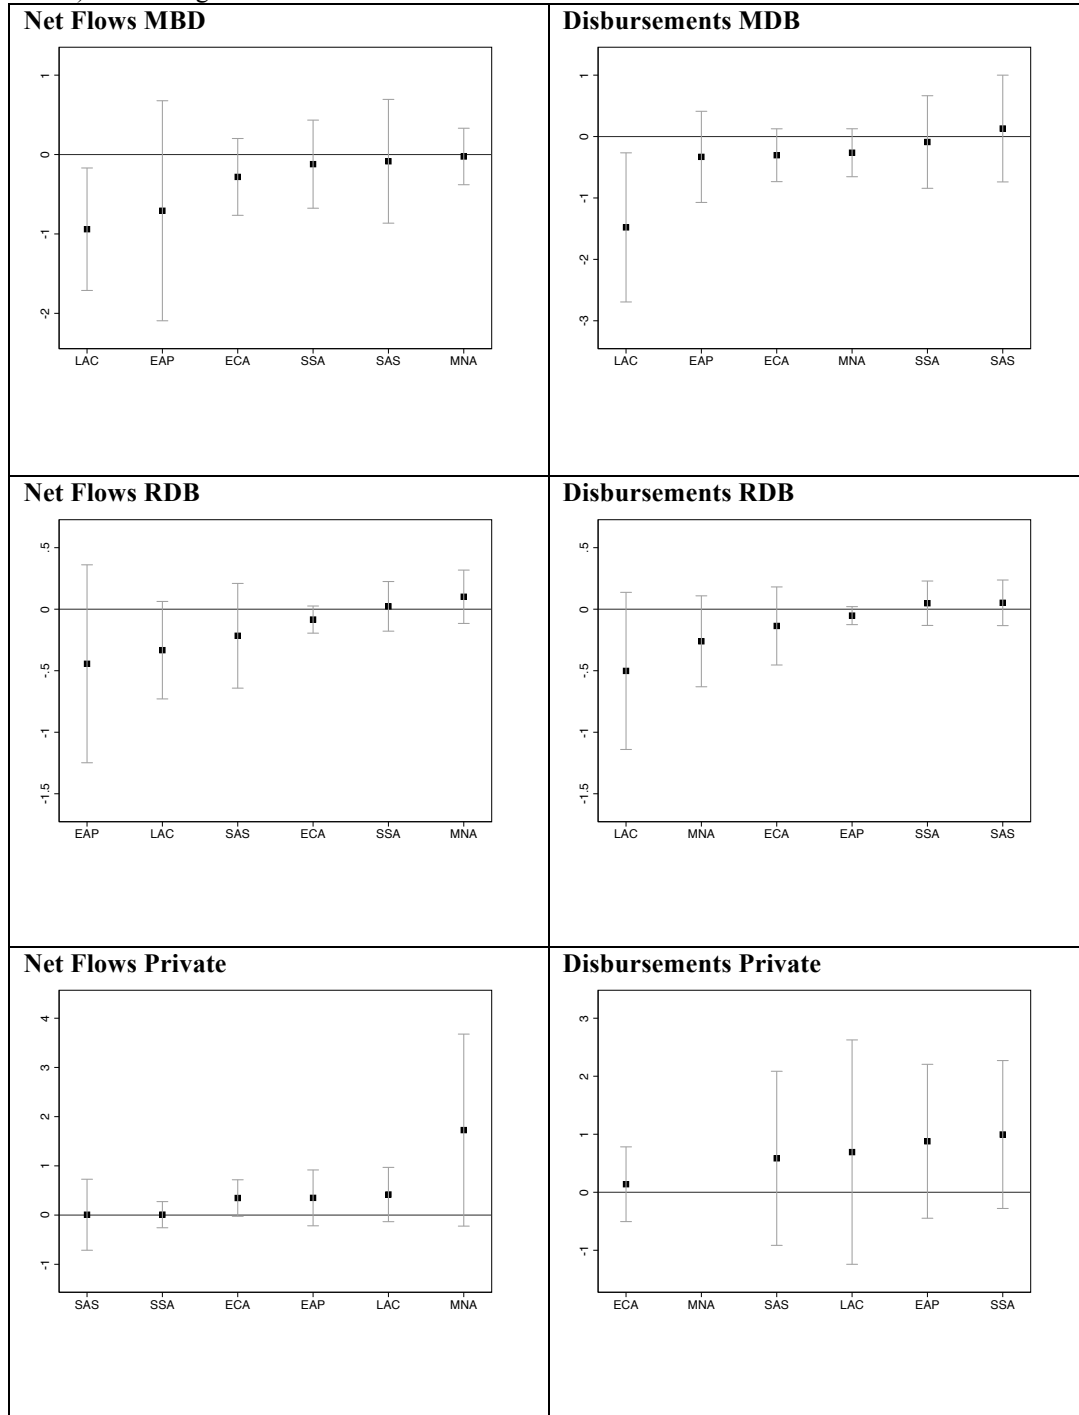 Net Flows MBD
1
0
-1
-2
LAC EAP ECA SSA SAS MNA
Disbursements MDB
1
0
-1
-2
-3
LAC EAP ECA MNA SSA SAS
Net Flows RDB
.5
0
-.5
-1
-1.5
EAP LAC SAS ECA SSA MNA
Disbursements RDB
.5
0
-.5
-1
-1.5
LAC MNA ECA EAP SSA SAS
Net Flows Private
4
3
2
1
0
-1
SAS SSA ECA EAP LAC MNA
Disbursements Private
3
2
1
0
-1
ECA MNA SAS LAC EAP SSA